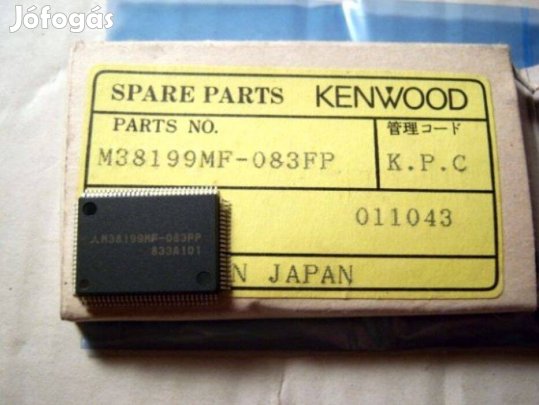 Jófogás
SPARE PARTS KENWOOD
PARTS NO. 管理コード
M38199MF-083FP K.P.C
011043
M38199MF-083FP
833A101
N JAPAN